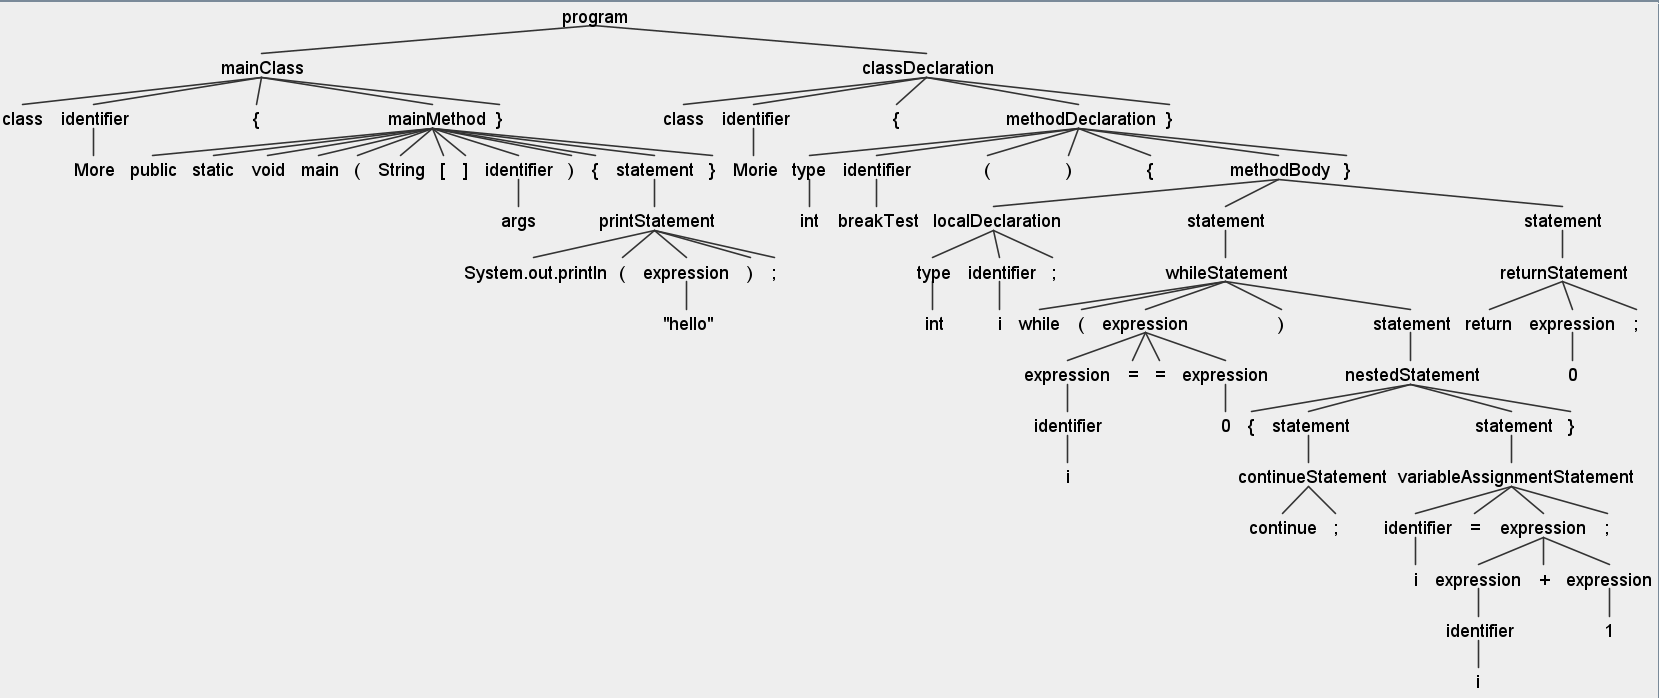 program
mainClass classDeclaration
class identifier { mainMethod } class identifier { methodDeclaration }
More public static void main ( String [ ] identifier ) { statement } Morie type identifier ( ) { methodBody }
args printStatement int breakTest localDeclaration statement statement
System.out.println ( expression ) ; type identifier ; whileStatement returnStatement
"hello" int i while ( expression ) statement return expression ;
expression = = expression nestedStatement 0
identifier 0 { statement statement }
i continueStatement variableAssignmentStatement
continue ; identifier = expression ;
i expression + expression
identifier 1
i